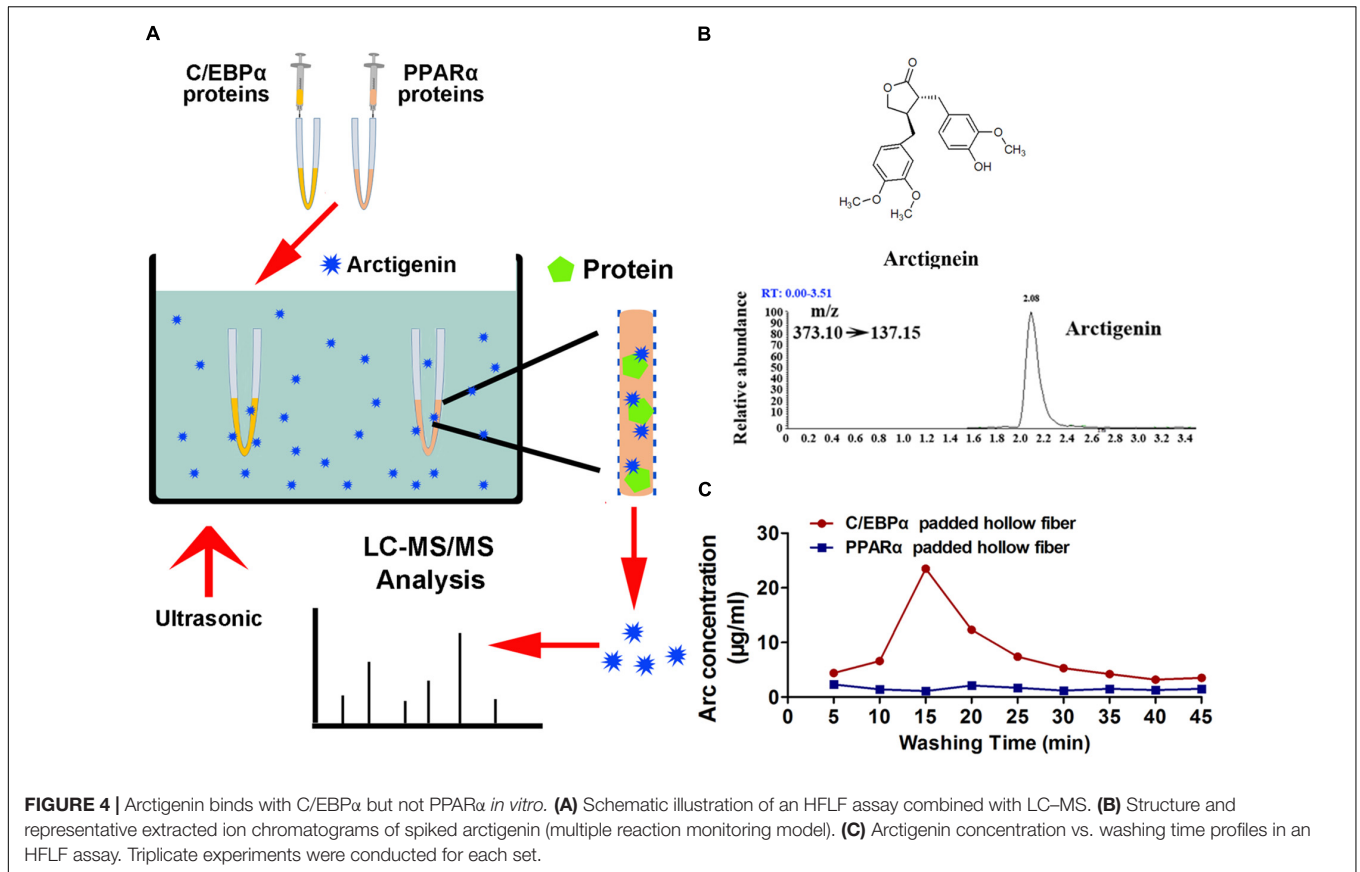 A
C/EBPα proteins
PPARα proteins
Arctigenin
Protein
Ultrasonic
LC-MS/MS
Analysis
B
O
O
O
CH₃
OH
H₃C
O
O
CH₃
Arctignein
RT: 0.00-3.51
m/z
373.10 → 137.15
2.08
Arctigenin
Relative abundance
100
90
80
70
60
50
40
30
20
10
0
0 0.2 0.4 0.6 0.8 1.0 1.2 1.4 1.6 1.8 2.0 2.2 2.4 2.6 2.8 3.0 3.2 3.4
C
C/EBPα padded hollow fiber
PPARα padded hollow fiber
Arc concentration
(µg/ml)
30
20
10
0
0 5 10 15 20 25 30 35 40 45
Washing Time (min)
FIGURE 4 | Arctigenin binds with C/EBPα but not PPARα in vitro. (A) Schematic illustration of an HFLF assay combined with LC–MS. (B) Structure and
representative extracted ion chromatograms of spiked arctigenin (multiple reaction monitoring model). (C) Arctigenin concentration vs. washing time profiles in an
HFLF assay. Triplicate experiments were conducted for each set.